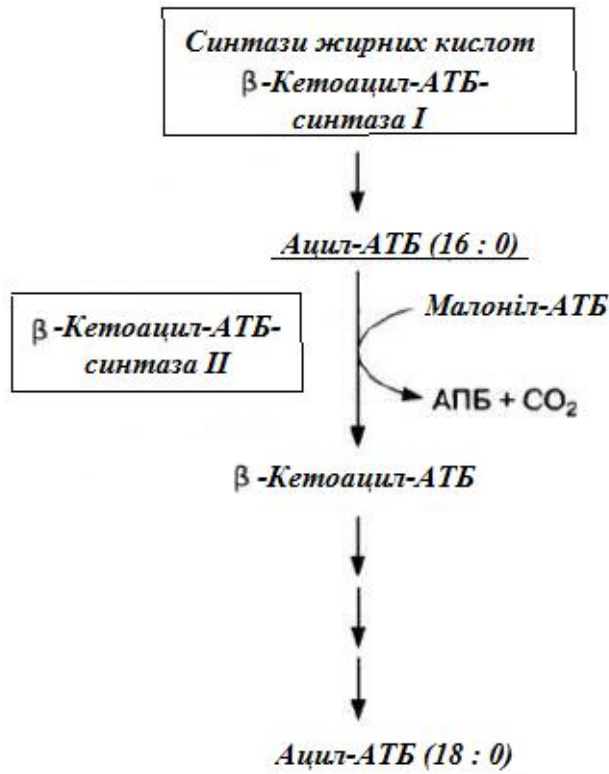 Синтази жирних кислот
β-Кетоацил-АТБ-
синтаза I
Ацил-АТБ (16 : 0)
Малоніл-АТБ
β-Кетоацил-АТБ-
синтаза II
АПБ + CO₂
β-Кетоацил-АТБ
Ацил-АТБ (18 : 0)